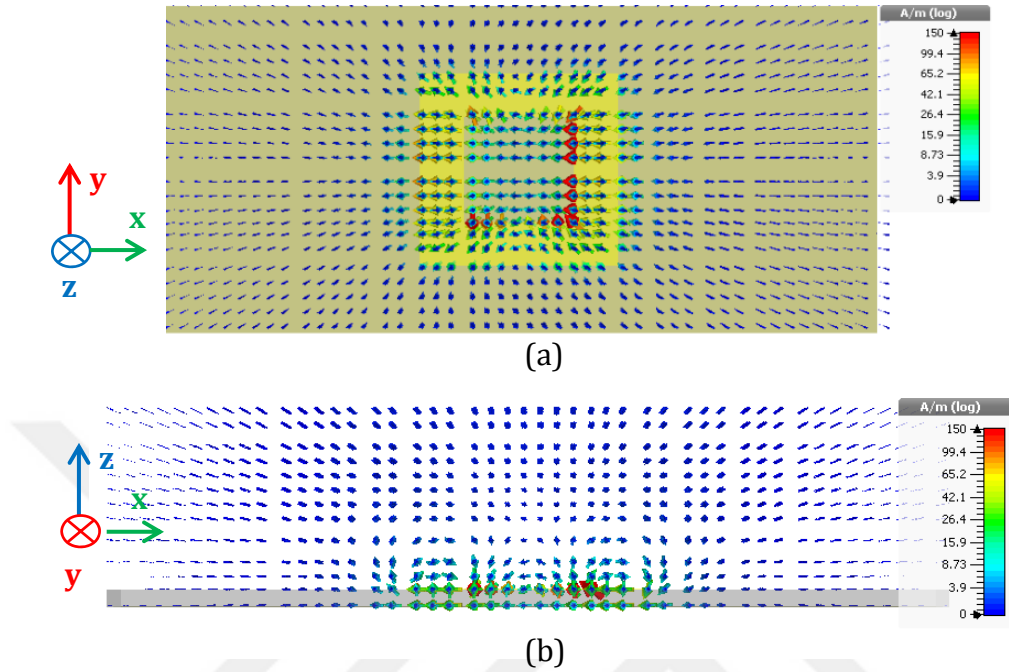 A/m (log)
150
99.4
65.2
42.1
26.4
15.9
8.73
3.9
0
y
x
z
(a)
A/m (log)
150
99.4
65.2
42.1
26.4
15.9
8.73
3.9
0
z
x
y
(b)